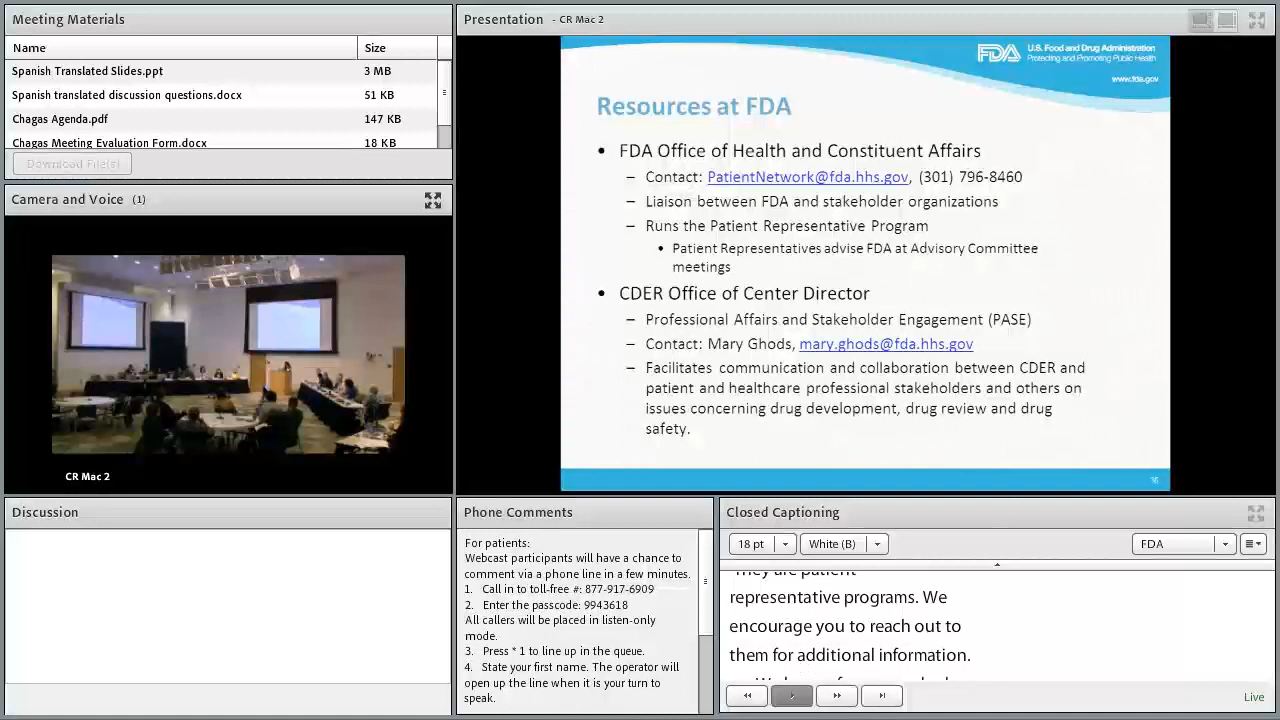 Meeting Materials
Name
Size
Spanish Translated Slides.ppt
3 MB
Spanish translated discussion questions.docx
51 KB
Chagas Agenda.pdf
147 KB
Chagas Meeting Evaluation Form.docx
18 KB
Download File(s)
Camera and Voice (1)
CR Mac 2
Presentation - CR Mac 2
FDA U.S. Food and Drug Administration
Protecting and Promoting Public Health
www.fda.gov
Resources at FDA
• FDA Office of Health and Constituent Affairs
– Contact: PatientNetwork@fda.hhs.gov, (301) 796-8460
– Liaison between FDA and stakeholder organizations
– Runs the Patient Representative Program
• Patient Representatives advise FDA at Advisory Committee
meetings
• CDER Office of Center Director
– Professional Affairs and Stakeholder Engagement (PASE)
– Contact: Mary Ghods, mary.ghods@fda.hhs.gov
– Facilitates communication and collaboration between CDER and
patient and healthcare professional stakeholders and others on
issues concerning drug development, drug review and drug
safety.
Discussion
Phone Comments
For patients:
Webcast participants will have a chance to
comment via a phone line in a few minutes.
1. Call in to toll-free #: 877-917-6909
2. Enter the passcode: 9943618
All callers will be placed in listen-only
mode.
3. Press * 1 to line up in the queue.
4. State your first name. The operator will
open up the line when it is your turn to
speak.
Closed Captioning
18 pt
White (B)
FDA
They are patient
representative programs. We
encourage you to reach out to
them for additional information.
Live